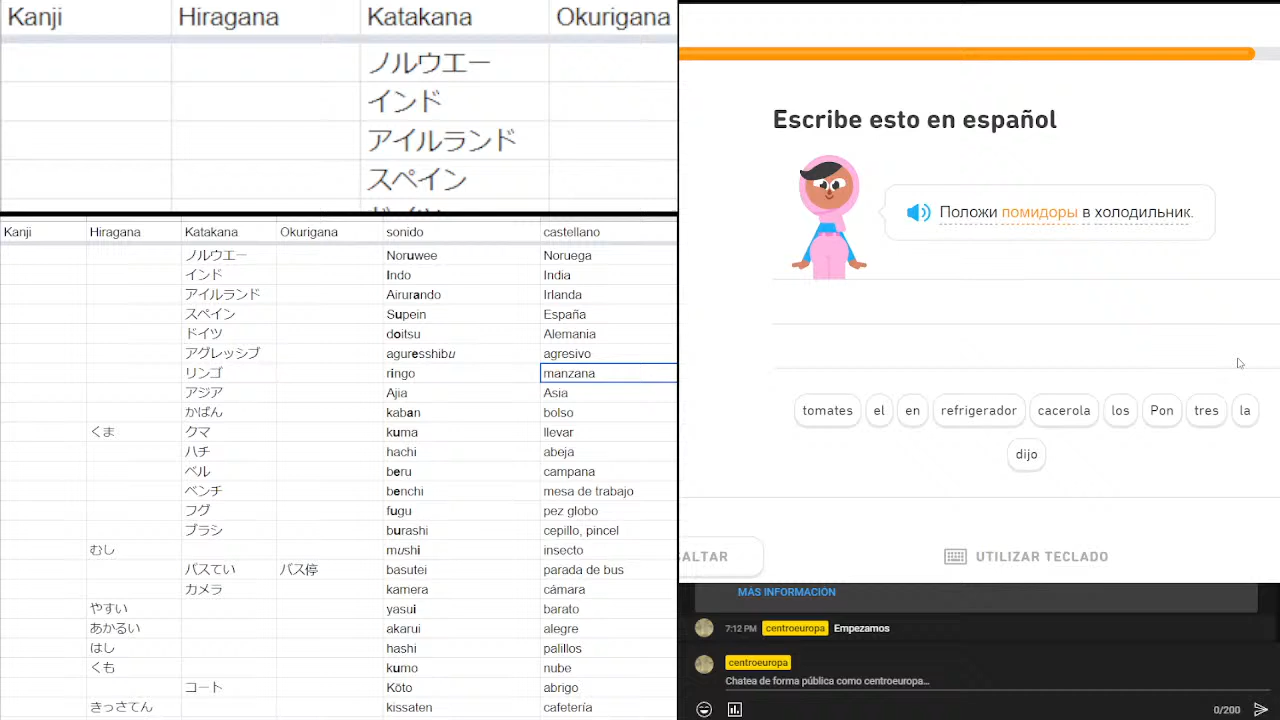 Kanji Hiragana Katakana Okurigana
ノルウエー
インド
アイルランド
スペイン
Kanji Hiragana Katakana Okurigana sonido castellano
ノルウエー Noruwee Noruega
インド Indo India
アイルランド Airurando Irlanda
スペイン Supein España
ドイツ doitsu Alemania
アグレッシブ aguresshibu agresivo
リンゴ ringo manzana
アジア Ajia Asia
かばん kaban bolso
くま クマ kuma llevar
ハチ hachi abeja
ベル beru campana
ベンチ benchi mesa de trabajo
フグ fugu pez globo
ブラシ burashi cepillo, pincel
むし mushi insecto
バスてい バス停 basutei parada de bus
カメラ kamera cámara
やすい yasui barato
あかるい akarui alegre
はし hashi palillos
くも kumo nube
コート Kōto abrigo
きっさてん kissaten cafetería
Escribe esto en español
Положи помидоры в холодильник.
tomates el en refrigerador cacerola los Pon tres la
dijo
ALTAR UTILIZAR TECLADO
MÁS INFORMACIÓN
7:12 PM centroeuropa Empezamos
centroeuropa
Chatea de forma pública como centroeuropa...
0/200